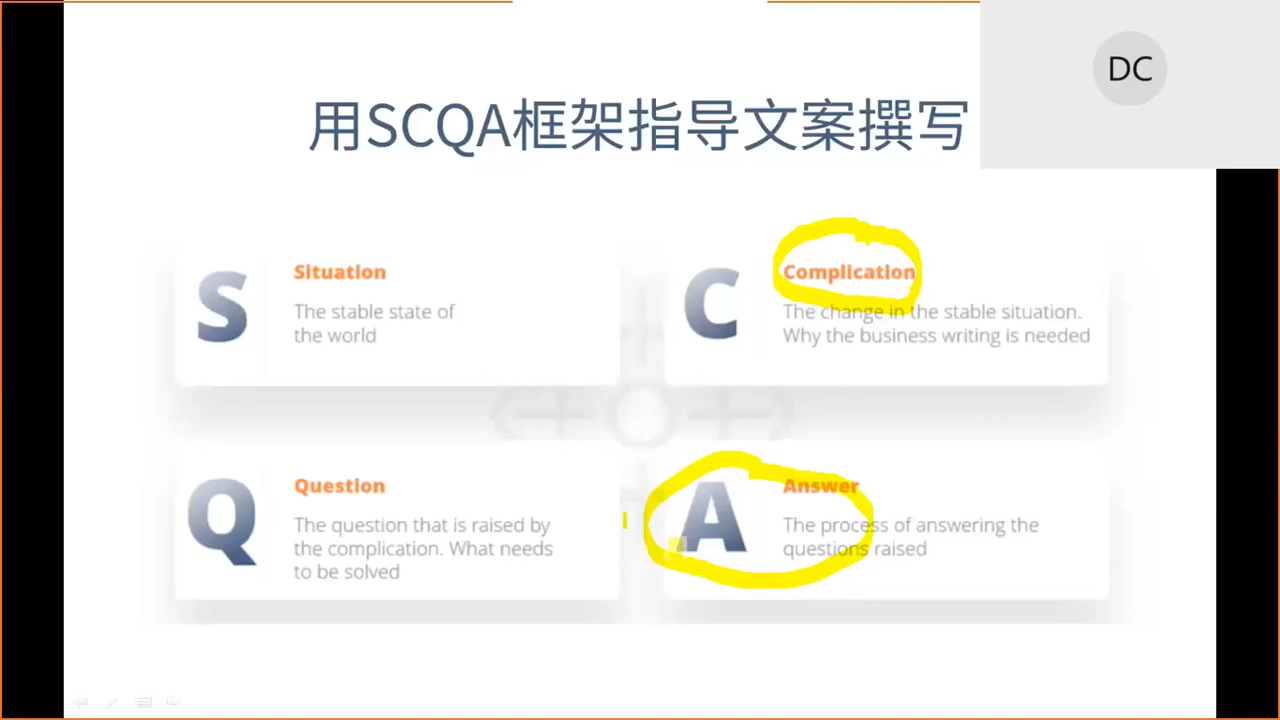 DC
用SCQA框架指导文案撰写
S
Situation
The stable state of
the world
C
Complication
The change in the stable situation.
Why the business writing is needed
Q
Question
The question that is raised by
the complication. What needs
to be solved
A
Answer
The process of answering the
questions raised